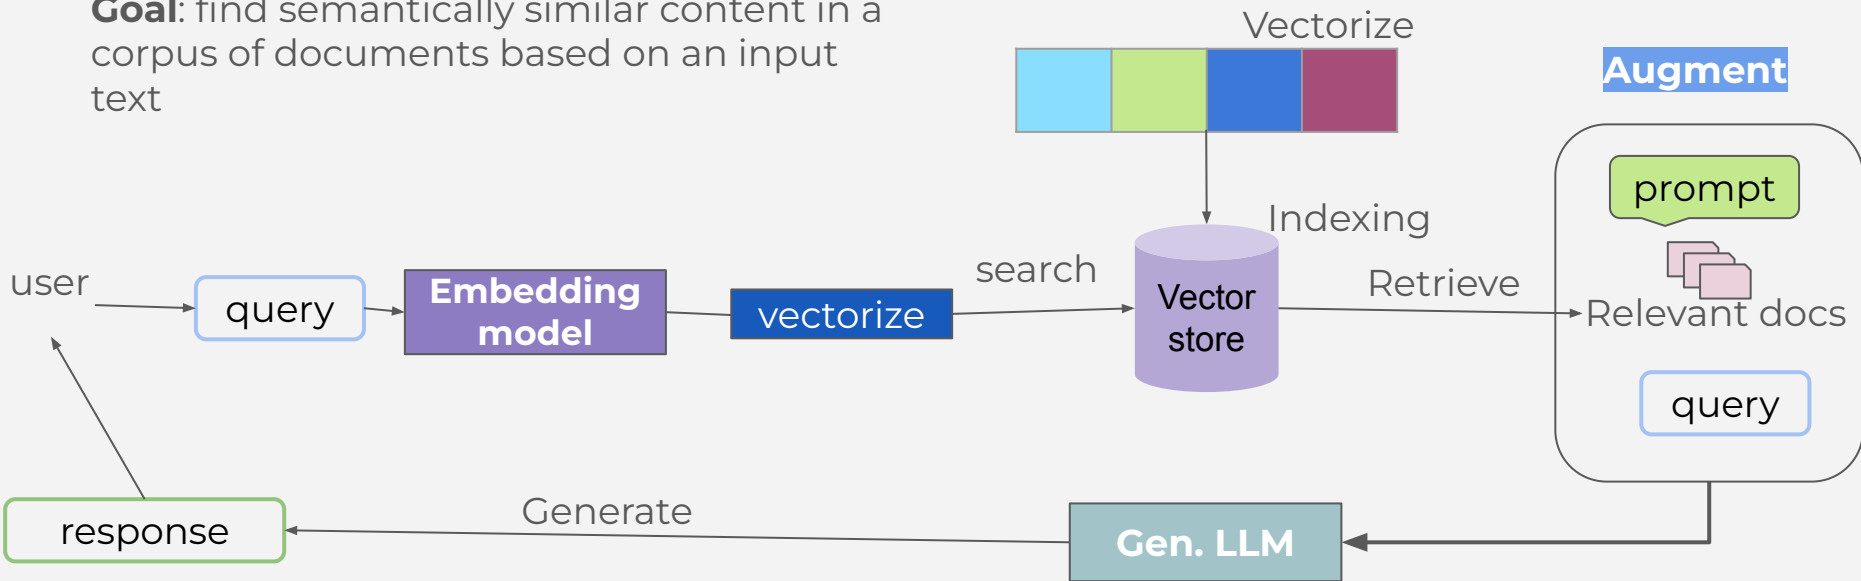 Goal: find semantically similar content in a
corpus of documents based on an input
text
Vectorize
Augment
prompt
Indexing
user
query
Embedding
model
vectorize
search
Vector
store
Retrieve
Relevant docs
query
response
Generate
Gen. LLM